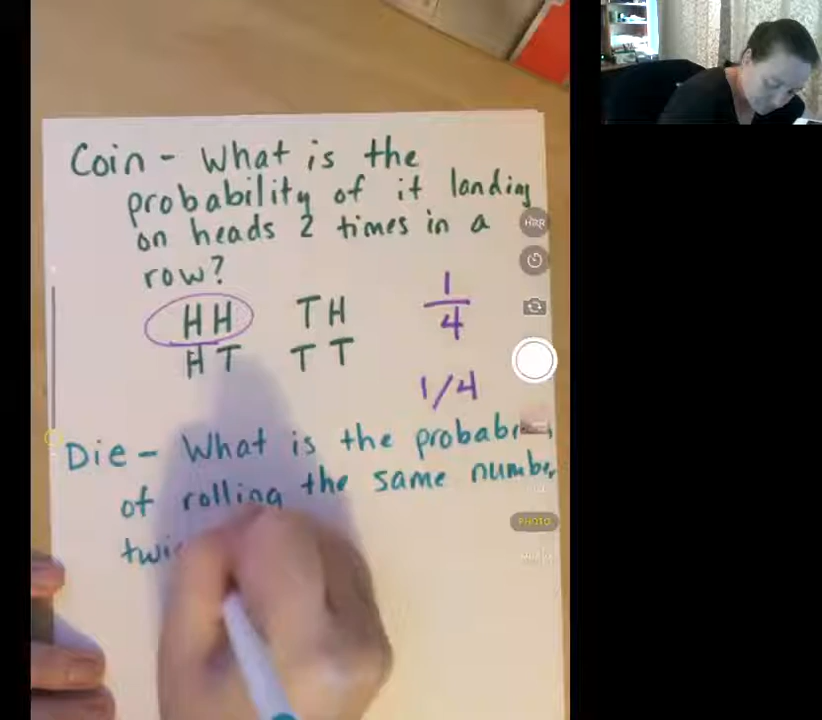 Coin - What is the
probability of it landing
on heads 2 times in a
row?
HH TH 1
4
HT TT 1/4
Die - What is the
of rolling the same
PHOTO